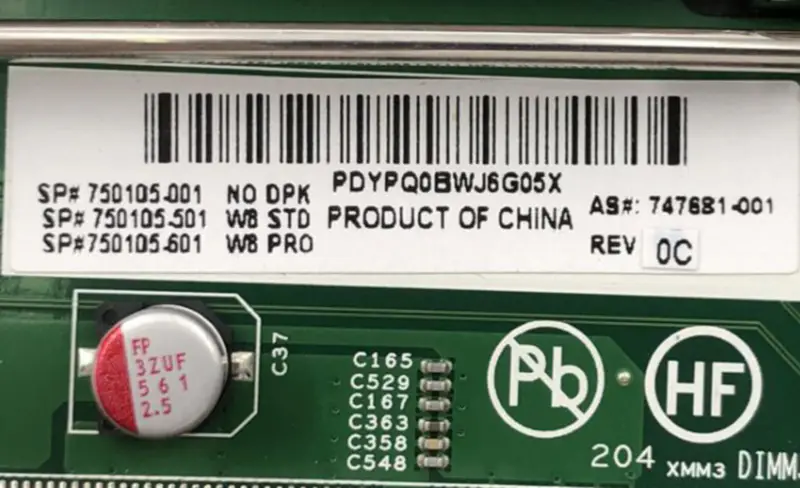 PDYPQ0BWJ6G05X
SP# 750105-001 NO DPK
SP# 750105-501 W8 STD
SP# 750105-601 W8 PRO
PRODUCT OF CHINA
AS#: 747681-001
REV 0C
FP
32UF
561
2.5
C37
C165
C529
C167
C363
C358
C548
Pb
HF
204 XMM3 DIMM